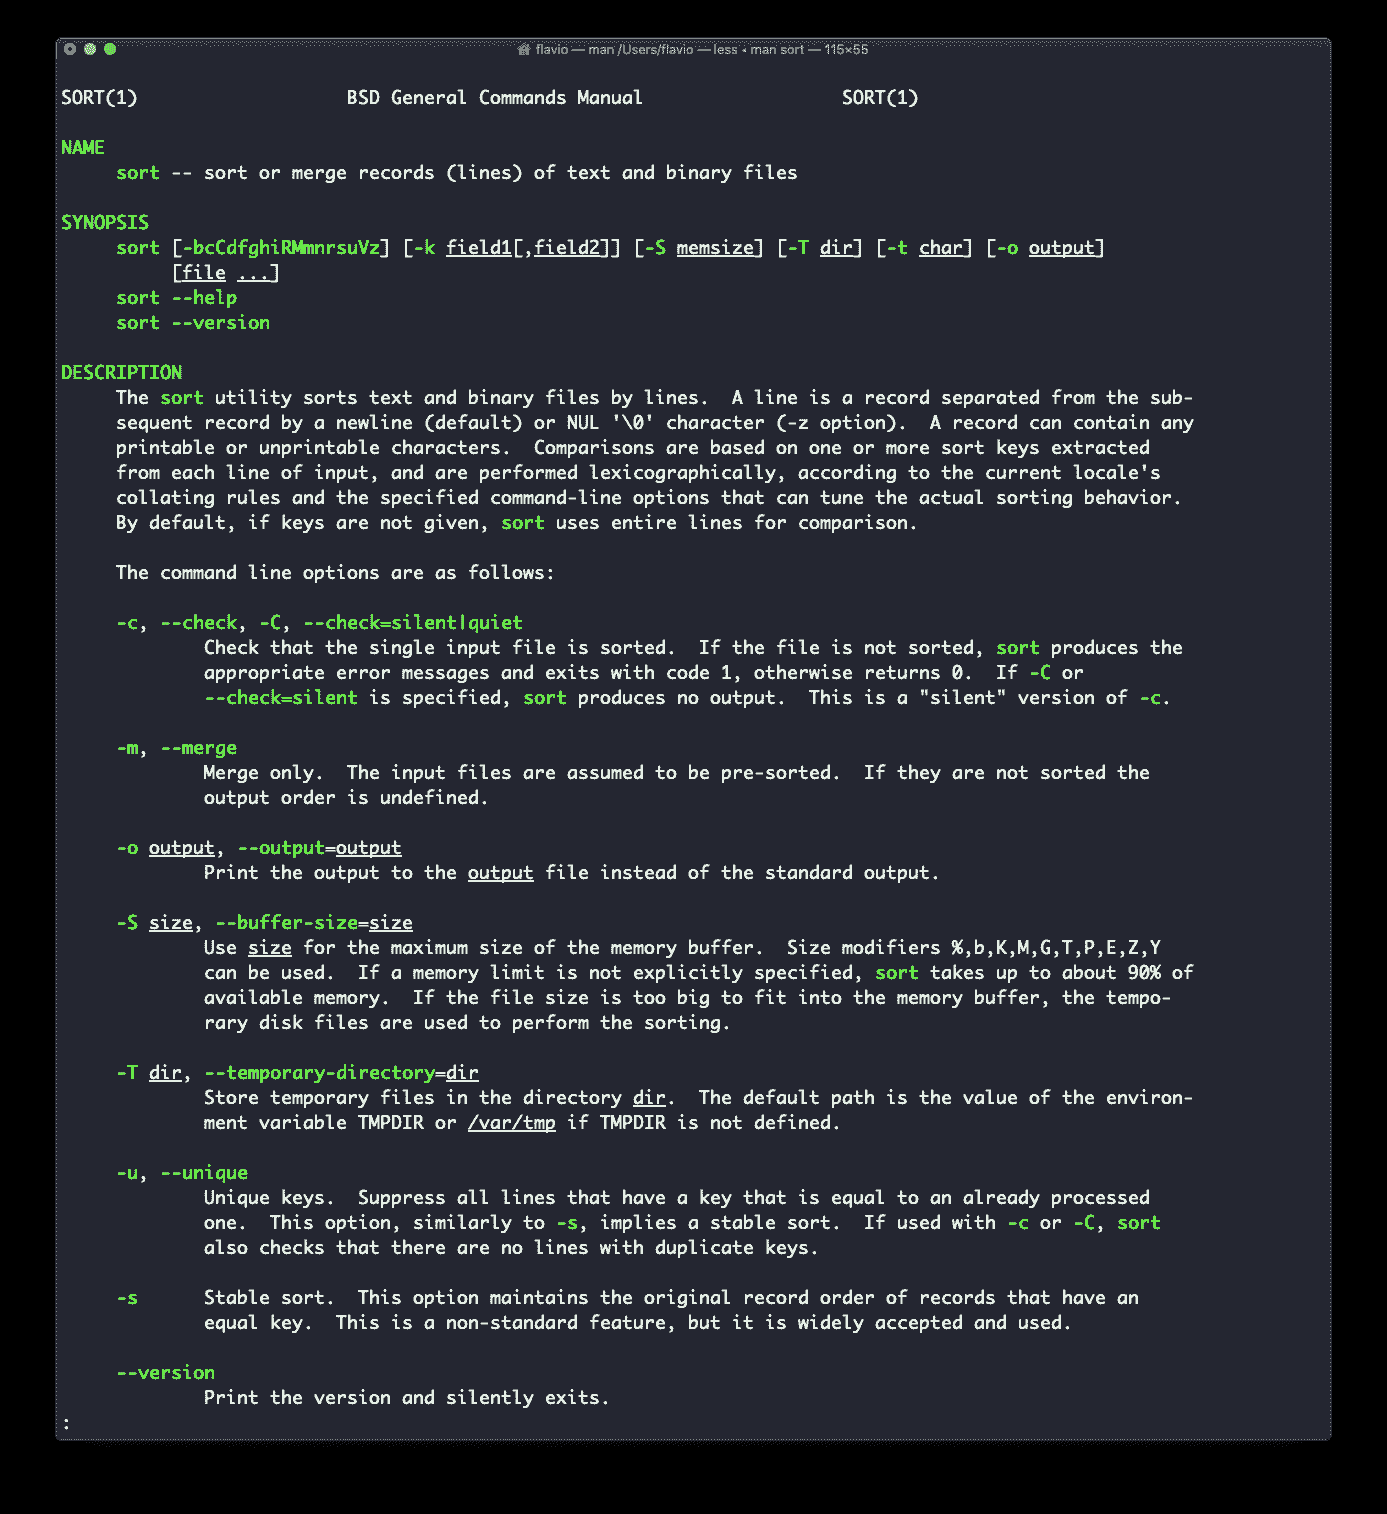 flavio — man /Users/flavio — less ◂ man sort — 115×55
SORT(1)                   BSD General Commands Manual                  SORT(1)
NAME
sort -- sort or merge records (lines) of text and binary files
SYNOPSIS
sort [-bcCdfghiRMmnrsuVz] [-k field1[,field2]] [-S memsize] [-T dir] [-t char] [-o output]
[file ...]
sort --help
sort --version
DESCRIPTION
The sort utility sorts text and binary files by lines.  A line is a record separated from the sub-
sequent record by a newline (default) or NUL '\0' character (-z option).  A record can contain any
printable or unprintable characters.  Comparisons are based on one or more sort keys extracted
from each line of input, and are performed lexicographically, according to the current locale's
collating rules and the specified command-line options that can tune the actual sorting behavior.
By default, if keys are not given, sort uses entire lines for comparison.
The command line options are as follows:
-c, --check, -C, --check=silent|quiet
Check that the single input file is sorted.  If the file is not sorted, sort produces the
appropriate error messages and exits with code 1, otherwise returns 0.  If -C or
--check=silent is specified, sort produces no output.  This is a "silent" version of -c.
-m, --merge
Merge only.  The input files are assumed to be pre-sorted.  If they are not sorted the
output order is undefined.
-o output, --output=output
Print the output to the output file instead of the standard output.
-S size, --buffer-size=size
Use size for the maximum size of the memory buffer.  Size modifiers %,b,K,M,G,T,P,E,Z,Y
can be used.  If a memory limit is not explicitly specified, sort takes up to about 90% of
available memory.  If the file size is too big to fit into the memory buffer, the tempo-
rary disk files are used to perform the sorting.
-T dir, --temporary-directory=dir
Store temporary files in the directory dir.  The default path is the value of the environ-
ment variable TMPDIR or /var/tmp if TMPDIR is not defined.
-u, --unique
Unique keys.  Suppress all lines that have a key that is equal to an already processed
one.  This option, similarly to -s, implies a stable sort.  If used with -c or -C, sort
also checks that there are no lines with duplicate keys.
-s      Stable sort.  This option maintains the original record order of records that have an
equal key.  This is a non-standard feature, but it is widely accepted and used.
--version
Print the version and silently exits.
: